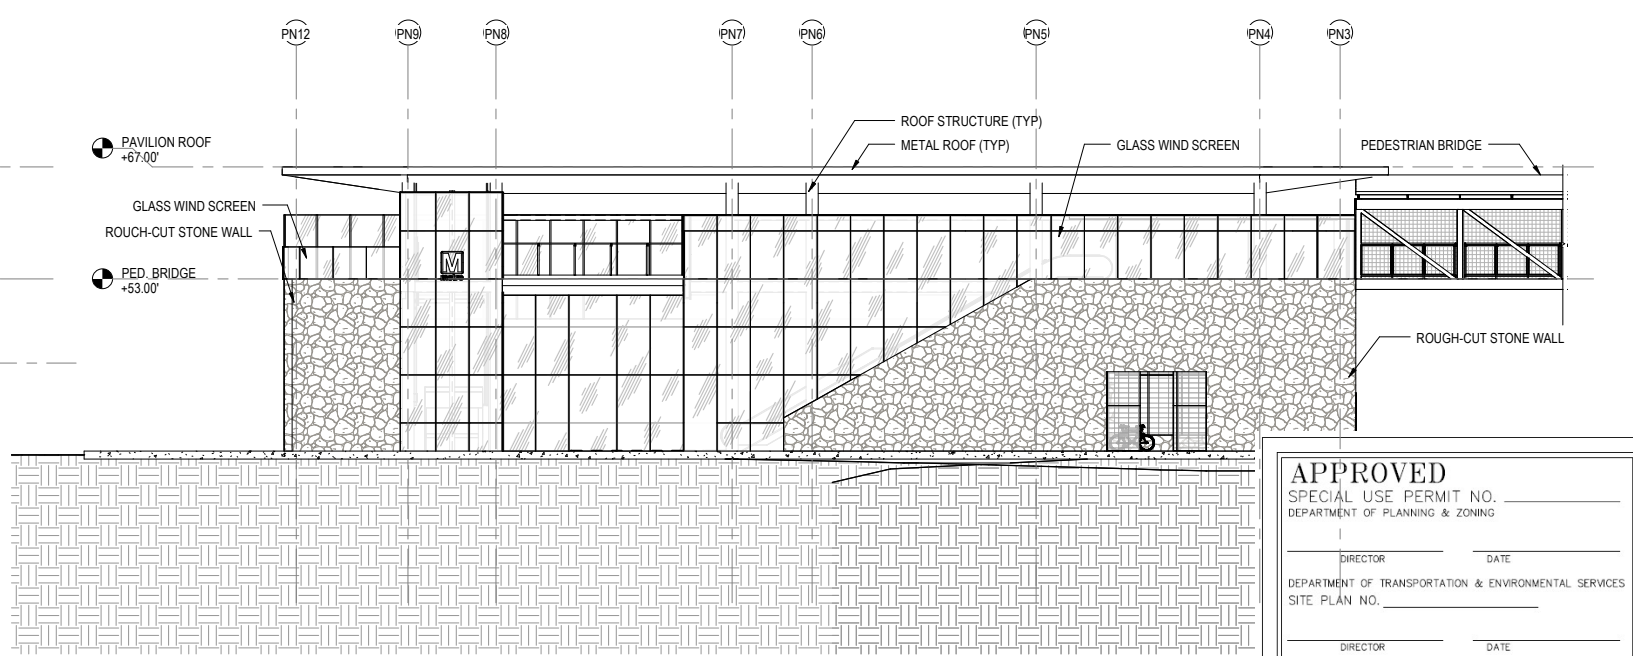 PN12
PN9
PN8
PN7
PN6
PN5
PN4
PN3
PAVILION ROOF
+67.00'
ROOF STRUCTURE (TYP)
METAL ROOF (TYP)
GLASS WIND SCREEN
PEDESTRIAN BRIDGE
GLASS WIND SCREEN
ROUCH-CUT STONE WALL
M
PED. BRIDGE
+53.00'
ROUGH-CUT STONE WALL
APPROVED
SPECIAL USE PERMIT NO.
DEPARTMENT OF PLANNING & ZONING
DIRECTOR DATE
DEPARTMENT OF TRANSPORTATION & ENVIRONMENTAL SERVICES
SITE PLAN NO.
DIRECTOR DATE